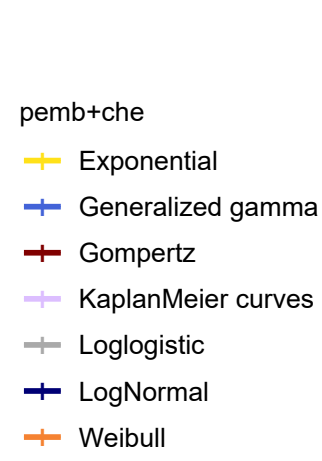 pemb+che
Exponential
Generalized gamma
Gompertz
KaplanMeier curves
Loglogistic
LogNormal
Weibull